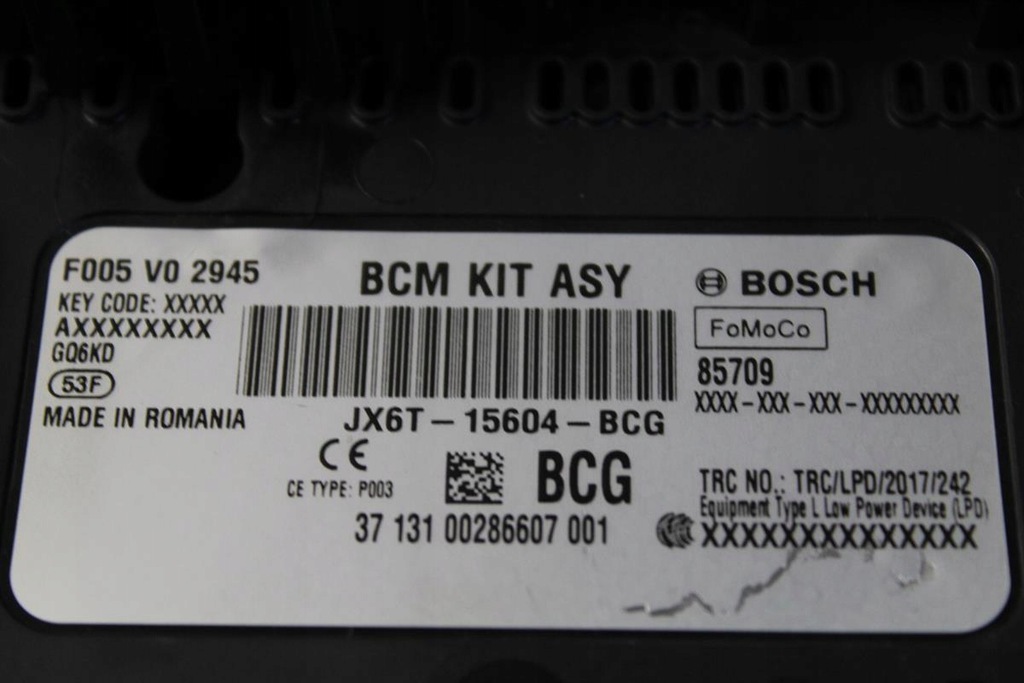 F005 V0 2945
KEY CODE: XXXXX
AXXXXXXXXX
GQ6KD
53F
MADE IN ROMANIA
BCM KIT ASY
JX6T-15604-BCG
CE
CE TYPE: P003
BCG
37 131 00286607 001
BOSCH
FoMoCo
85709
XXXX-XXX-XXX-XXXXXXXXX
TRC NO.: TRC/LPD/2017/242
Equipment Type L Low Power Device (LPD)
XXXXXXXXXXXXXXX